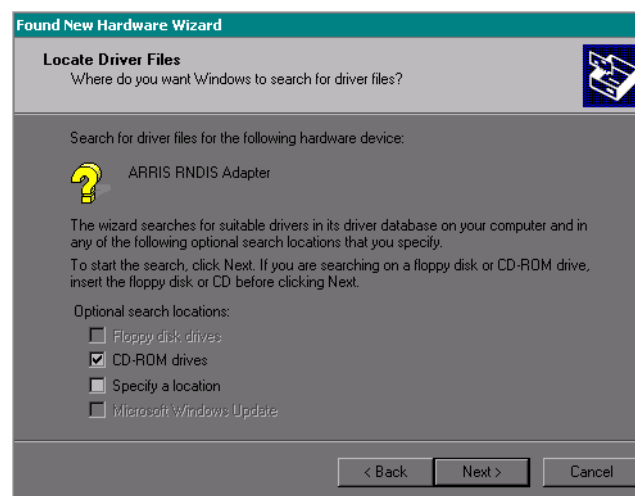 Found New Hardware Wizard
Locate Driver Files
Where do you want Windows to search for driver files?
Search for driver files for the following hardware device:
ARRIS RNDIS Adapter
The wizard searches for suitable drivers in its driver database on your computer and in
any of the following optional search locations that you specify.
To start the search, click Next. If you are searching on a floppy disk or CD-ROM drive,
insert the floppy disk or CD before clicking Next.
Optional search locations:
Floppy disk drives
CD-ROM drives
Specify a location
Microsoft Windows Update
< Back Next > Cancel